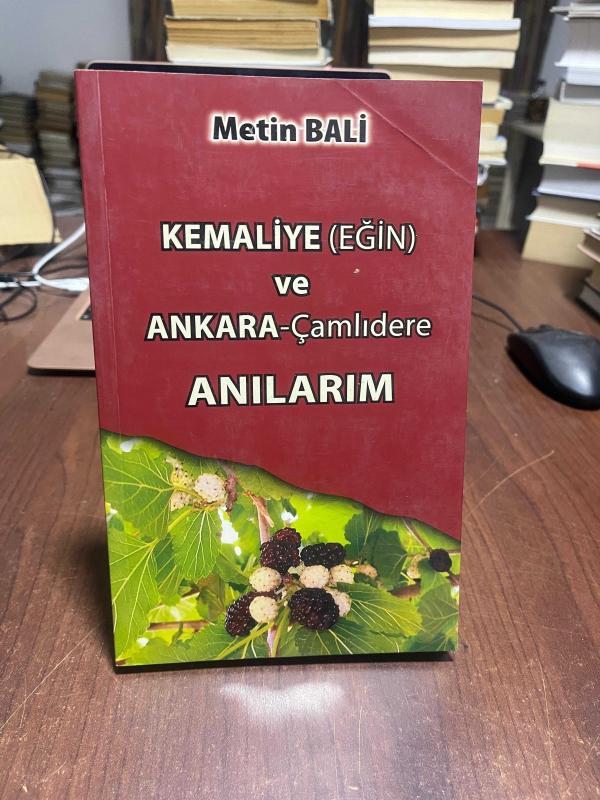 Metin BALİ
KEMALİYE (EĞİN)
ve
ANKARA-Çamlıdere
ANILARIM